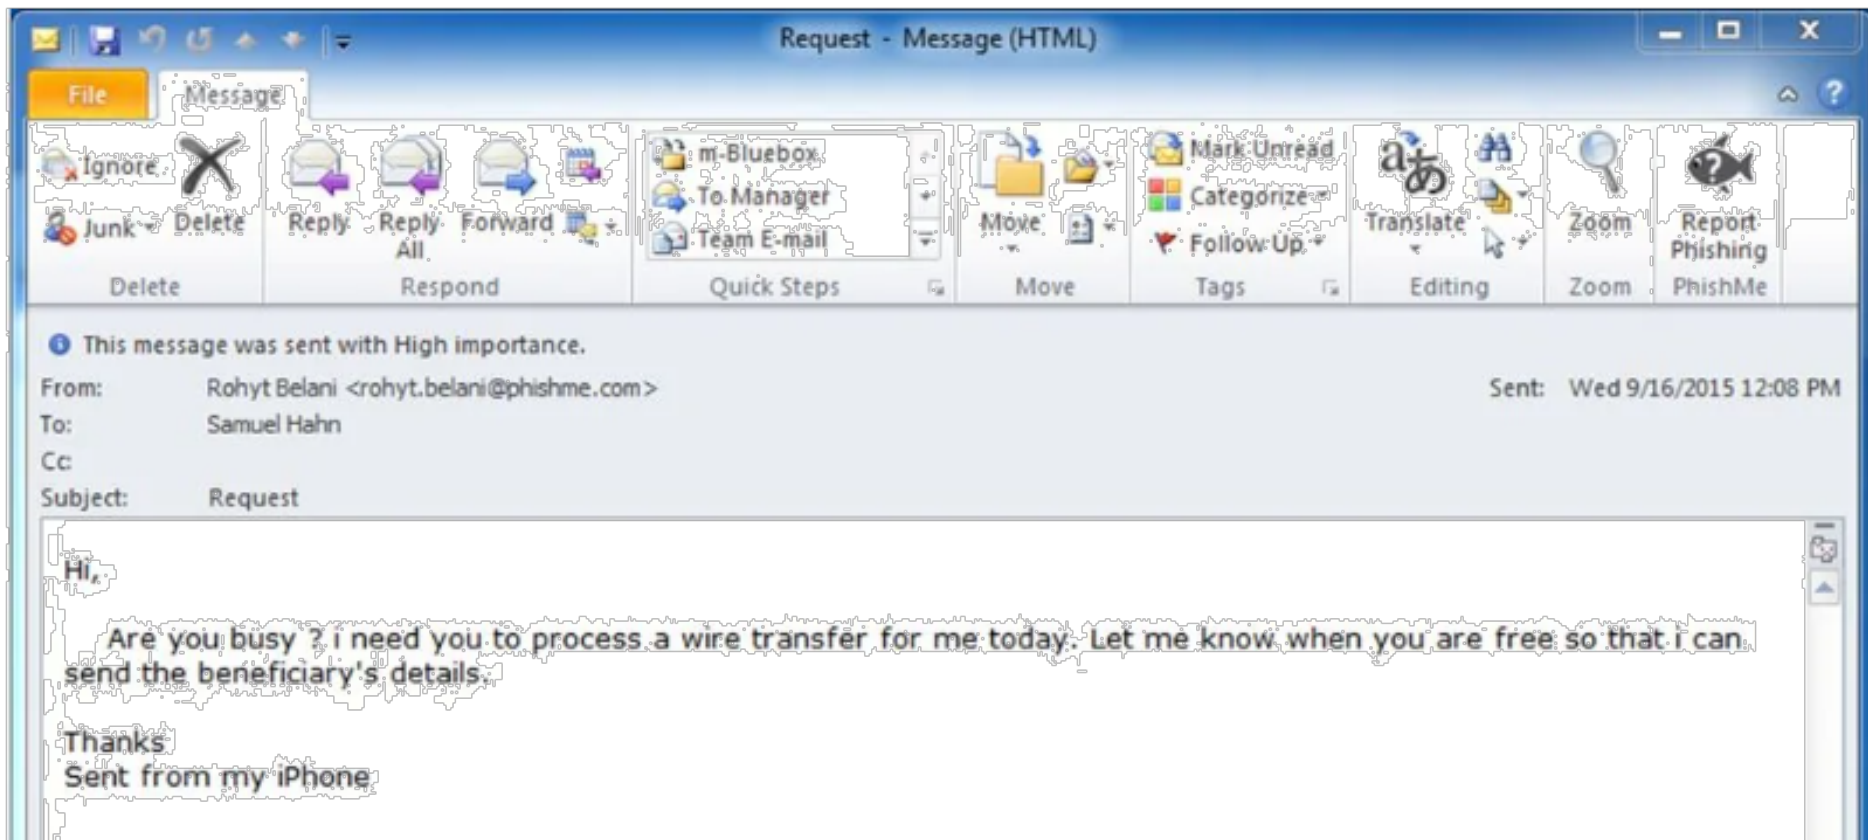 Request - Message (HTML)
File Message
Ignore
Junk
Delete
Delete
Reply
Reply All
Forward
Respond
m-Bluebox
To Manager
Team E-mail
Quick Steps
Move
Move
Mark Unread
Categorize
Follow Up
Tags
aあ
Translate
Editing
Zoom
Zoom
Report Phishing
PhishMe
This message was sent with High importance.
From: Rohyt Belani <rohyt.belani@phishme.com> Sent: Wed 9/16/2015 12:08 PM
To: Samuel Hahn
Cc:
Subject: Request
Hi,
Are you busy ? i need you to process a wire transfer for me today. Let me know when you are free so that i can
send the beneficiary's details.
Thanks
Sent from my iPhone